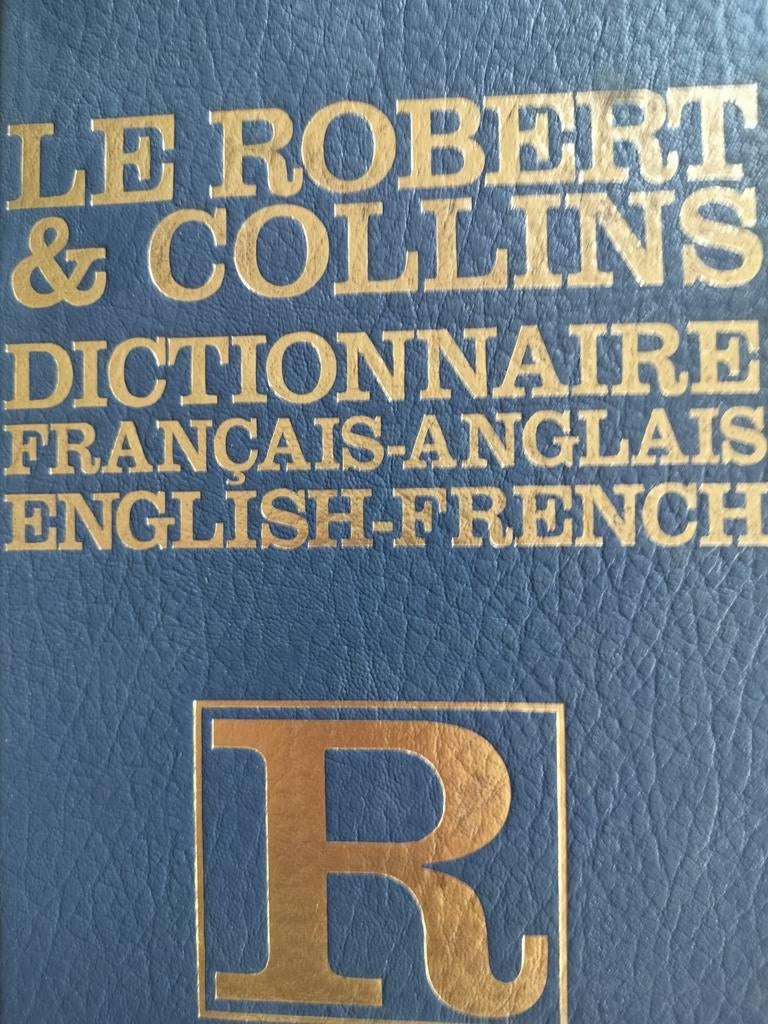 LE ROBERT
& COLLINS
DICTIONNAIRE
FRANÇAIS-ANGLAIS
ENGLISH-FRENCH
R